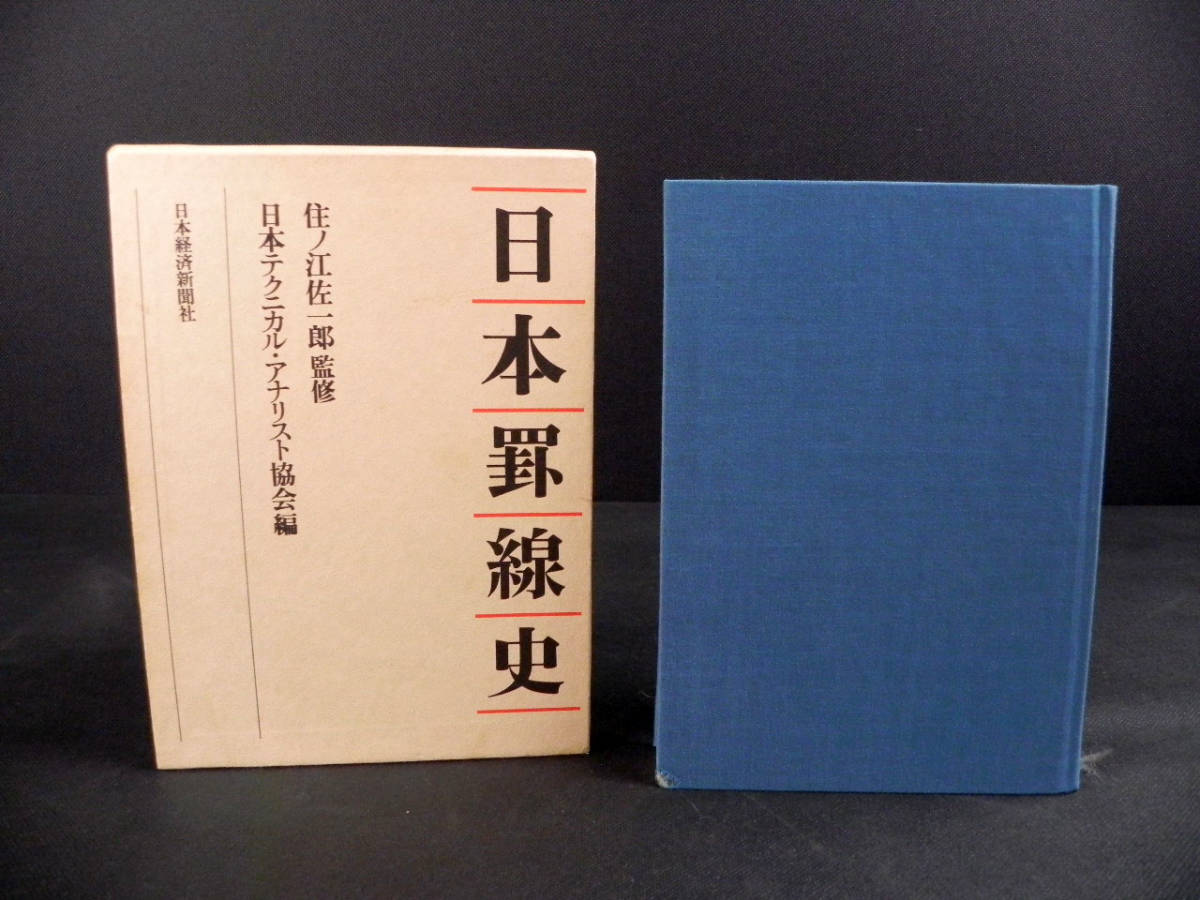 日本罫線史
住ノ江佐一郎 監修
日本テクニカル・アナリスト協会 編
日本経済新聞社